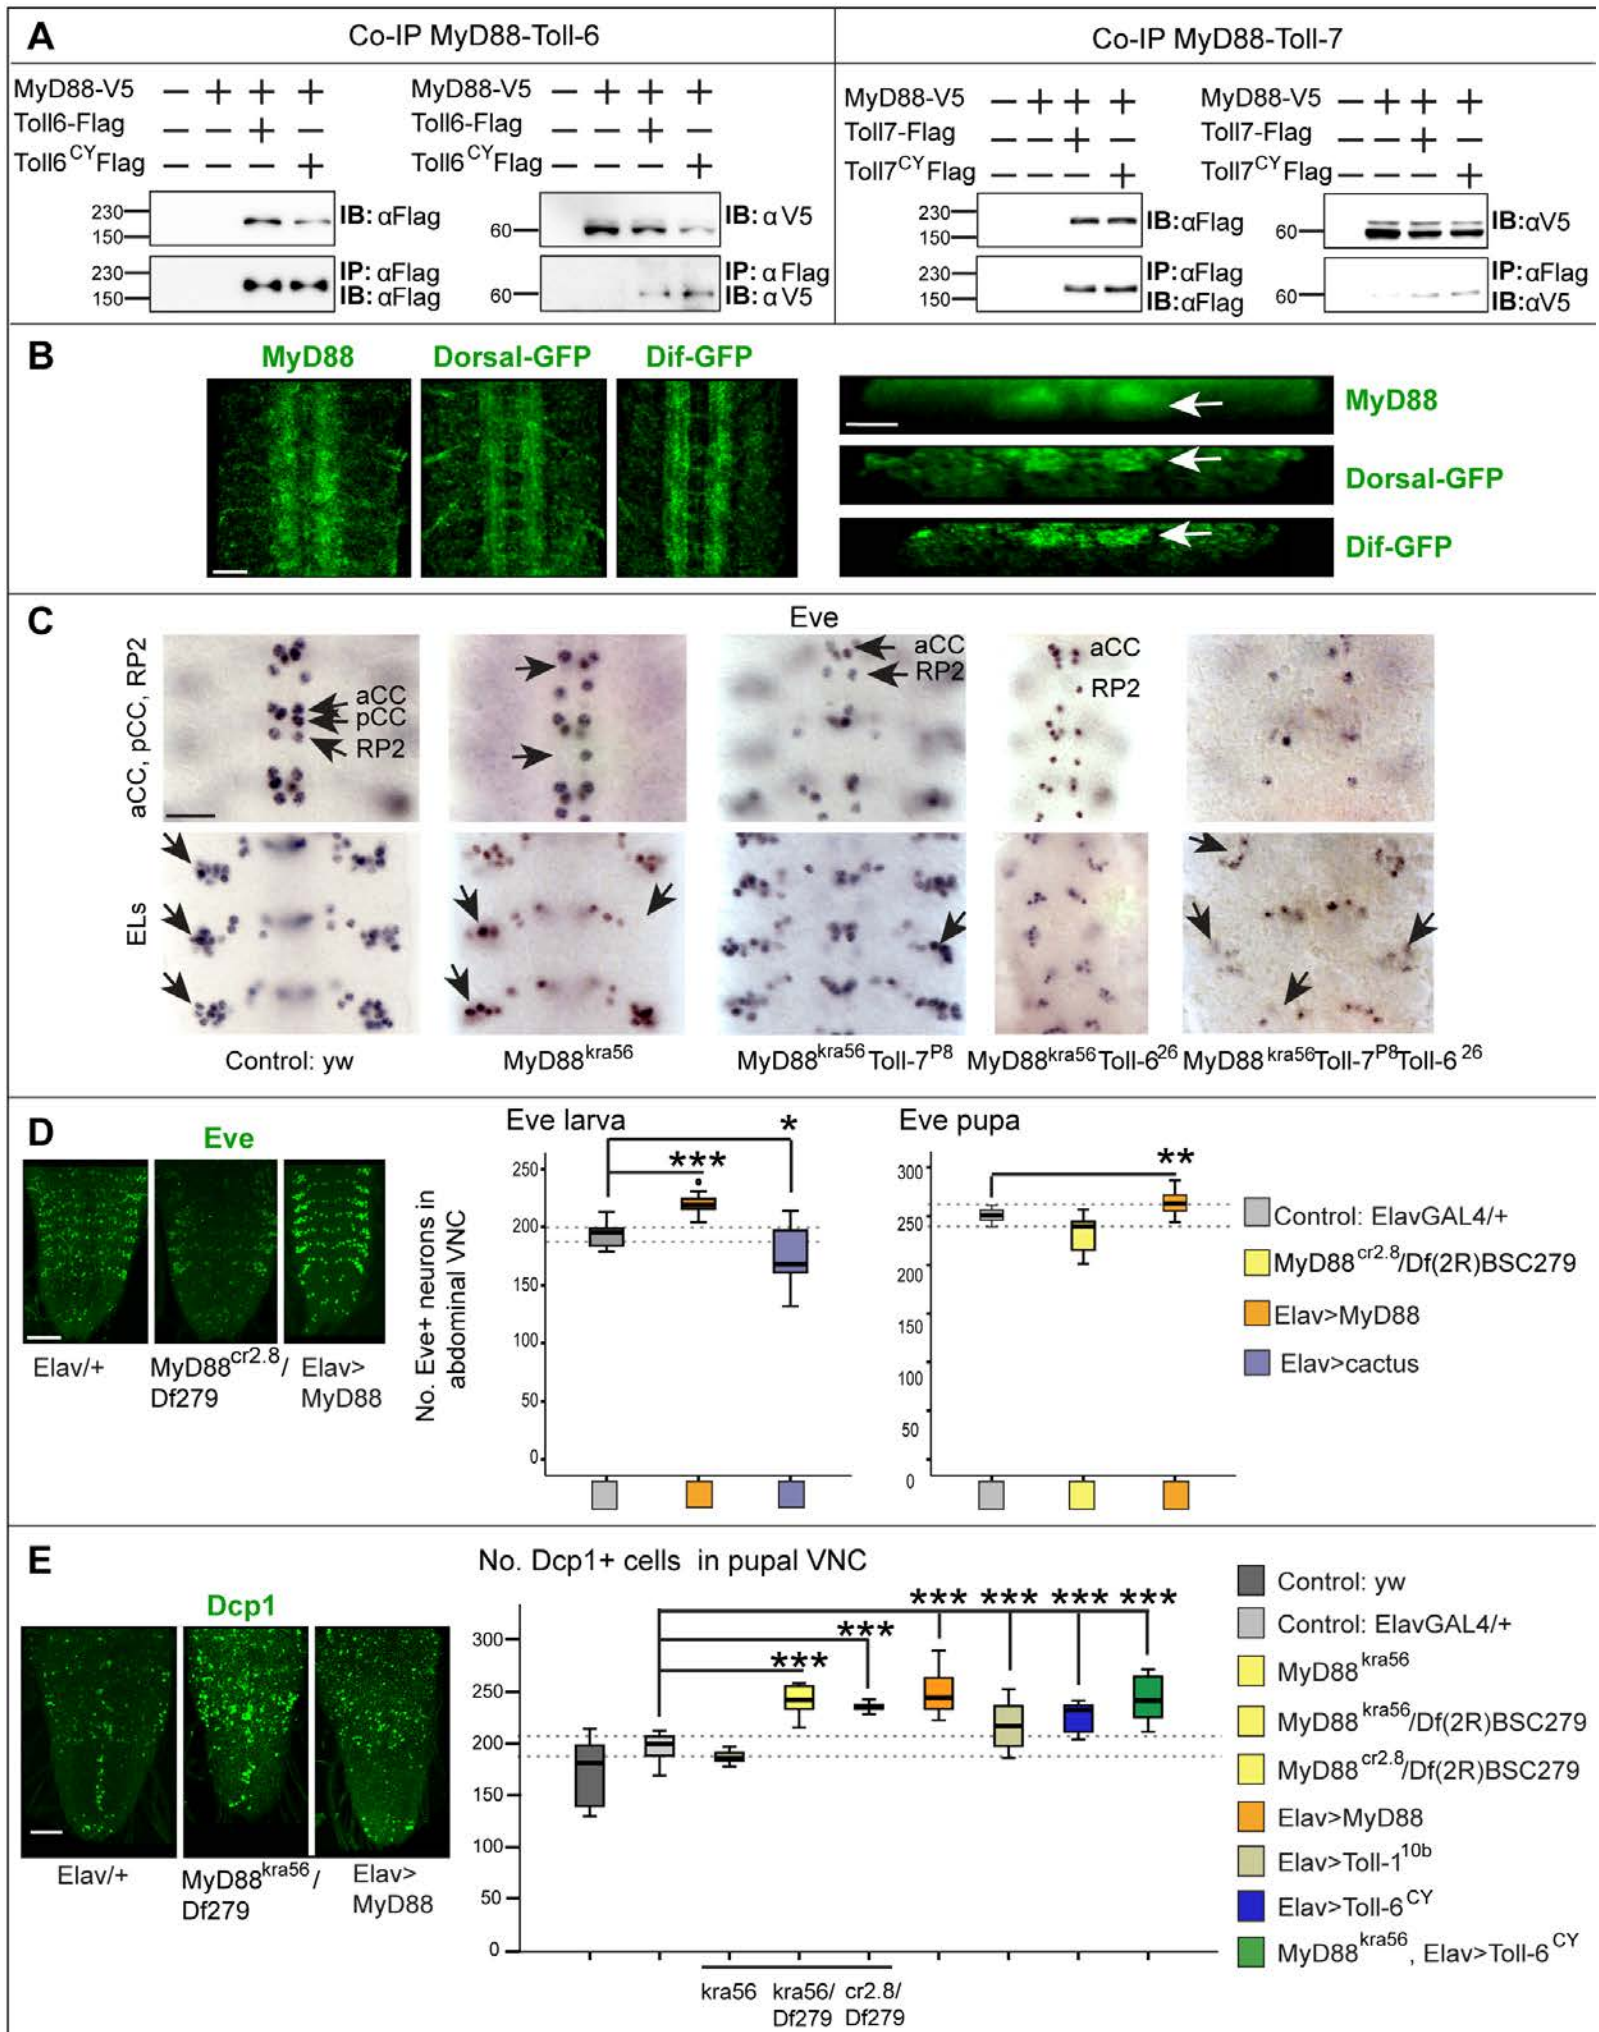 A
Co-IP MyD88-Toll-6
Co-IP MyD88-Toll-7
MyD88-V5 — + + +
Toll6-Flag — — + —
Toll6CYFlag — — — +
230
150
IB: αFlag
230
150
IP: αFlag
IB: αFlag
MyD88-V5 — + + +
Toll6-Flag — — + —
Toll6CYFlag — — — +
60
IB: αV5
60
IP: αFlag
IB: αV5
MyD88-V5 — + + +
Toll7-Flag — — + —
Toll7CYFlag — — — +
230
150
IB:αFlag
230
150
IP:αFlag
IB:αFlag
MyD88-V5 — + + +
Toll7-Flag — — + —
Toll7CYFlag — — — +
60
IB:αV5
60
IP:αFlag
IB:αV5
B
MyD88
Dorsal-GFP
Dif-GFP
MyD88
Dorsal-GFP
Dif-GFP
C
Eve
aCC, pCC, RP2
aCC
pCC
RP2
aCC
RP2
aCC
RP2
ELs
Control: yw
MyD88kra56
MyD88kra56Toll-7P8
MyD88kra56Toll-626
MyD88kra56Toll-7P8Toll-626
D
Eve
Elav/+
MyD88cr2.8/
Df279
Elav>
MyD88
Eve larva
No. Eve+ neurons in
abdominal VNC
250
200
150
100
50
0
***
*
Eve pupa
300
250
200
150
100
50
0
**
Control: ElavGAL4/+
MyD88cr2.8/Df(2R)BSC279
Elav>MyD88
Elav>cactus
E
Dcp1
Elav/+
MyD88kra56/
Df279
Elav>
MyD88
No. Dcp1+ cells in pupal VNC
300
250
200
150
100
50
0
*** *** *** *** *** ***
kra56
kra56/
Df279
cr2.8/
Df279
Control: yw
Control: ElavGAL4/+
MyD88kra56
MyD88kra56/Df(2R)BSC279
MyD88cr2.8/Df(2R)BSC279
Elav>MyD88
Elav>Toll-110b
Elav>Toll-6CY
MyD88kra56, Elav>Toll-6CY